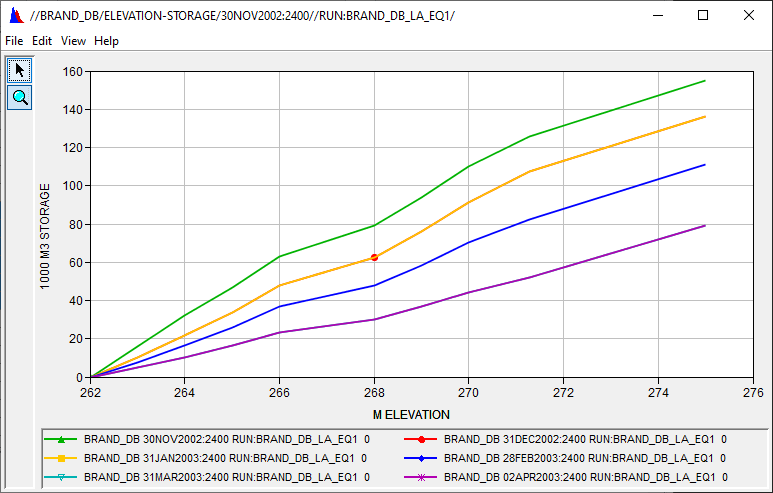 //BRAND_DB/ELEVATION-STORAGE/30NOV2002:2400//RUN:BRAND_DB_LA_EQ1/
File Edit View Help
160
140
120
100
80
60
40
20
0
1000 M3 STORAGE
262 264 266 268 270 272 274 276
M ELEVATION
BRAND_DB 30NOV2002:2400 RUN:BRAND_DB_LA_EQ1 0 BRAND_DB 31DEC2002:2400 RUN:BRAND_DB_LA_EQ1 0
BRAND_DB 31JAN2003:2400 RUN:BRAND_DB_LA_EQ1 0 BRAND_DB 28FEB2003:2400 RUN:BRAND_DB_LA_EQ1 0
BRAND_DB 31MAR2003:2400 RUN:BRAND_DB_LA_EQ1 0 BRAND_DB 02APR2003:2400 RUN:BRAND_DB_LA_EQ1 0